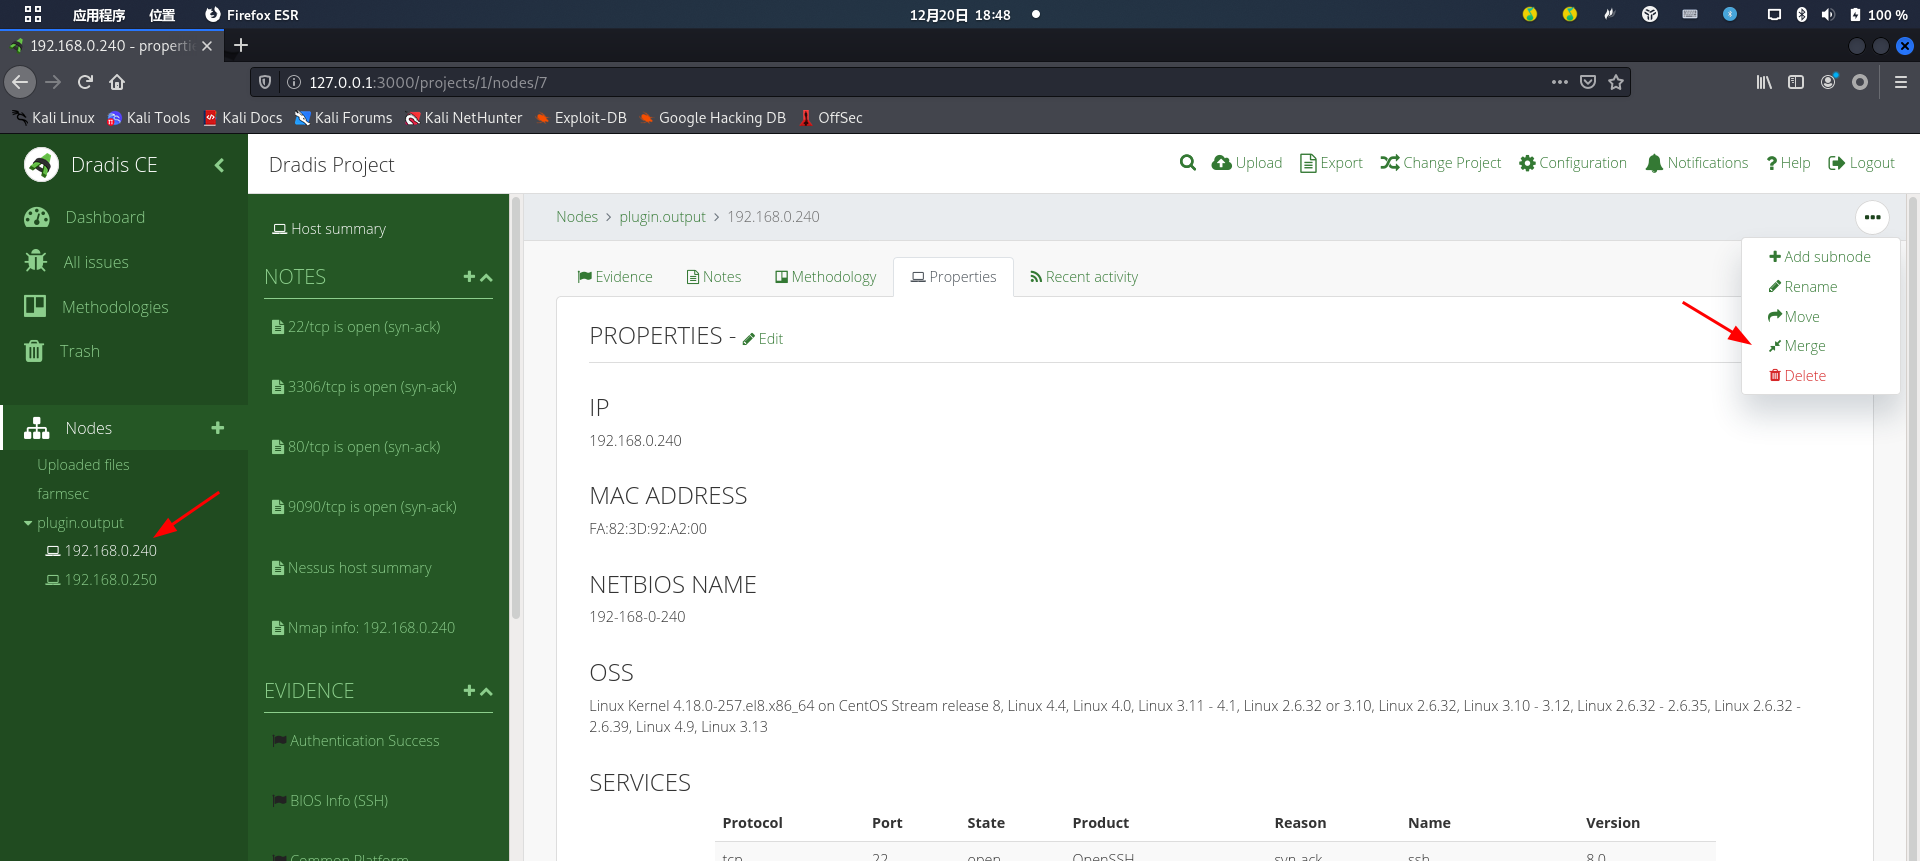 应用程序 位置 Firefox ESR 12月20日 18:48 100 %
192.168.0.240 - properti
127.0.0.1:3000/projects/1/nodes/7
Kali Linux Kali Tools Kali Docs Kali Forums Kali NetHunter Exploit-DB Google Hacking DB OffSec
Dradis CE
Dradis Project
Upload Export Change Project Configuration Notifications Help Logout
Dashboard
All issues
Methodologies
Trash
Nodes
Uploaded files
farmsec
plugin.output
192.168.0.240
192.168.0.250
Host summary
NOTES
22/tcp is open (syn-ack)
3306/tcp is open (syn-ack)
80/tcp is open (syn-ack)
9090/tcp is open (syn-ack)
Nessus host summary
Nmap info: 192.168.0.240
EVIDENCE
Authentication Success
BIOS Info (SSH)
Common Platform
Nodes > plugin.output > 192.168.0.240
Add subnode
Rename
Move
Merge
Delete
Evidence Notes Methodology Properties Recent activity
PROPERTIES - Edit
IP
192.168.0.240
MAC ADDRESS
FA:82:3D:92:A2:00
NETBIOS NAME
192-168-0-240
OSS
Linux Kernel 4.18.0-257.el8.x86_64 on CentOS Stream release 8, Linux 4.4, Linux 4.0, Linux 3.11 - 4.1, Linux 2.6.32 or 3.10, Linux 2.6.32, Linux 3.10 - 3.12, Linux 2.6.32 - 2.6.35, Linux 2.6.32 -
2.6.39, Linux 4.9, Linux 3.13
SERVICES
Protocol Port State Product Reason Name Version
tcp 22 open OpenSSH syn-ack ssh 8.0